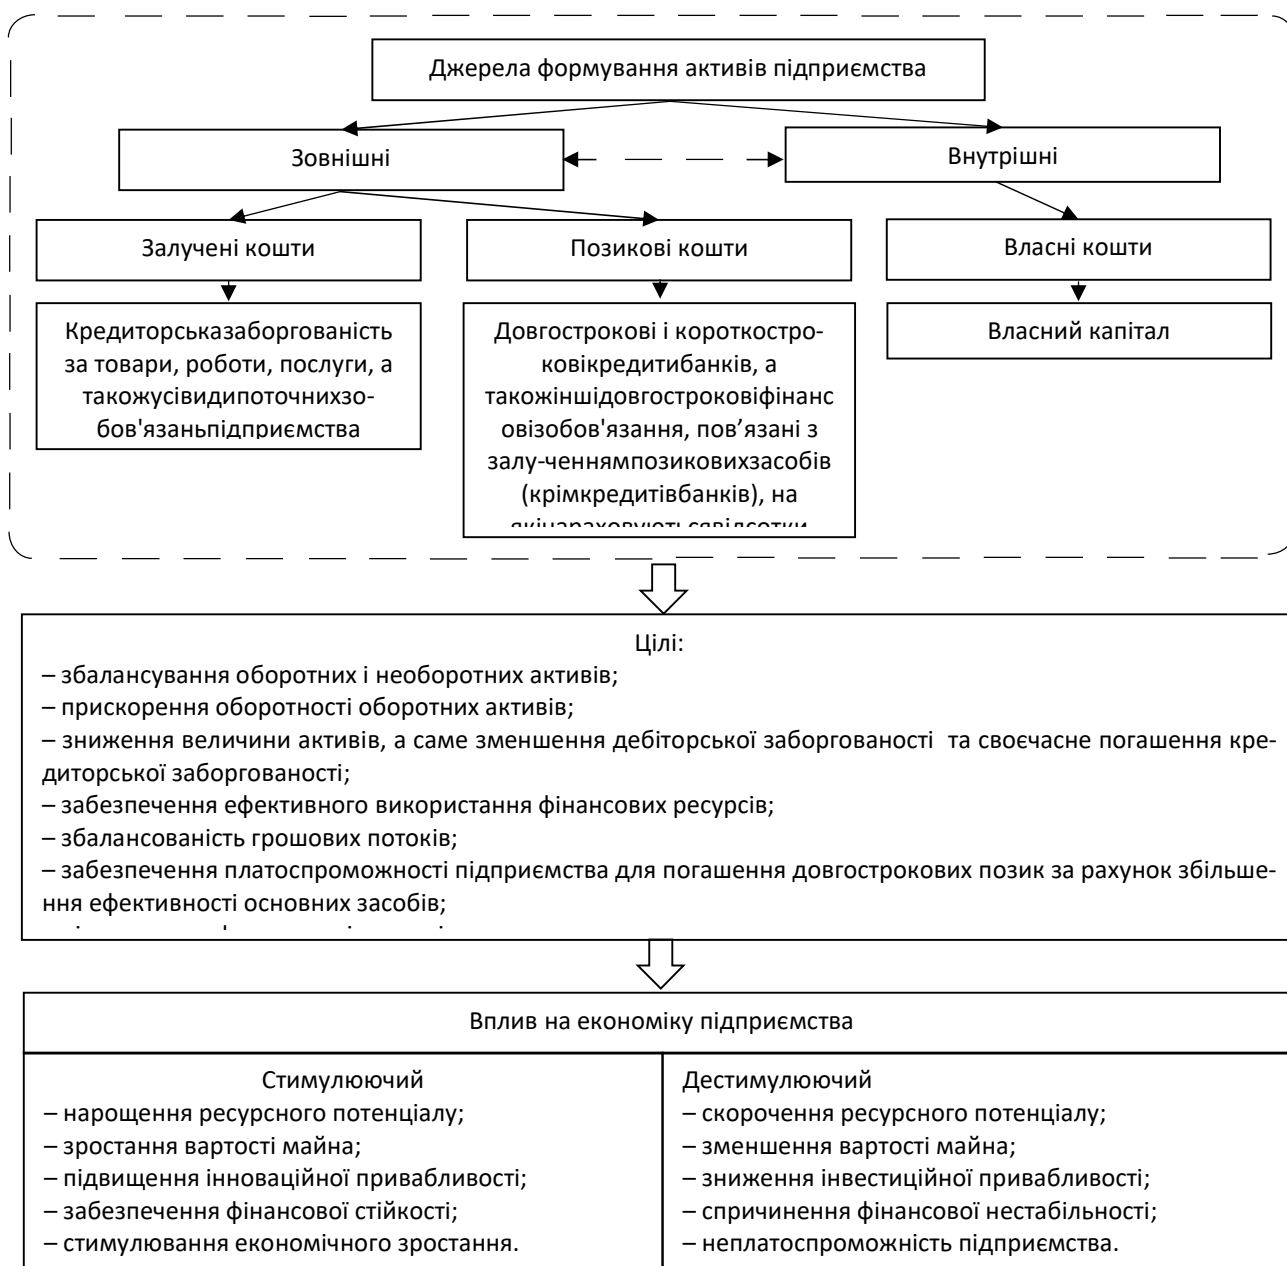 Джерела формування активів підприємства
Зовнішні
Внутрішні
Залучені кошти
Позикові кошти
Власні кошти
Кредиторськазаборгованість
за товари, роботи, послуги, а
такожусівидипоточнихзо-
бов'язаньпідприємства
Довгострокові і короткостро-
ковікредитибанків, а
такожіншідовгостроковіфінанс
овізобов'язання, пов’язані з
залу-ченнямпозиковихзасобів
(крімкредитівбанків), на
якінараховуютьсявідсотки
Власний капітал
Цілі:
– збалансування оборотних і необоротних активів;
– прискорення оборотності оборотних активів;
– зниження величини активів, а саме зменшення дебіторської заборгованості та своєчасне погашення кре-
диторської заборгованості;
– забезпечення ефективного використання фінансових ресурсів;
– збалансованість грошових потоків;
– забезпечення платоспроможності підприємства для погашення довгострокових позик за рахунок збільше-
ння ефективності основних засобів;
Вплив на економіку підприємства
Стимулюючий
– нарощення ресурсного потенціалу;
– зростання вартості майна;
– підвищення інноваційної привабливості;
– забезпечення фінансової стійкості;
– стимулювання економічного зростання.
Дестимулюючий
– скорочення ресурсного потенціалу;
– зменшення вартості майна;
– зниження інвестиційної привабливості;
– спричинення фінансової нестабільності;
– неплатоспроможність підприємства.